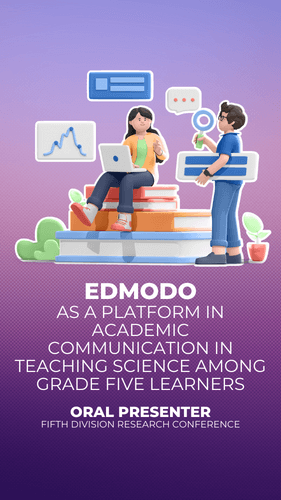 EDMODO
AS A PLATFORM IN
ACADEMIC
COMMUNICATION IN
TEACHING SCIENCE AMONG
GRADE FIVE LEARNERS
ORAL PRESENTER
FIFTH DIVISION RESEARCH CONFERENCE